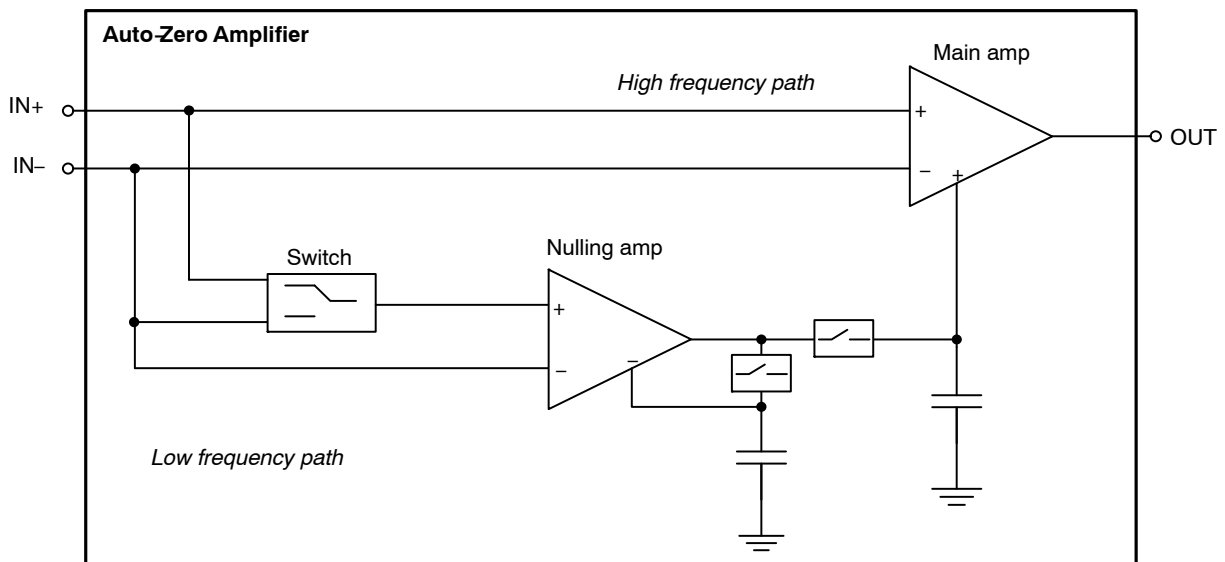 Auto-Zero Amplifier
Main amp
High frequency path
IN+
+
OUT
IN−
−
+
Switch
Nulling amp
+
−
−
Low frequency path